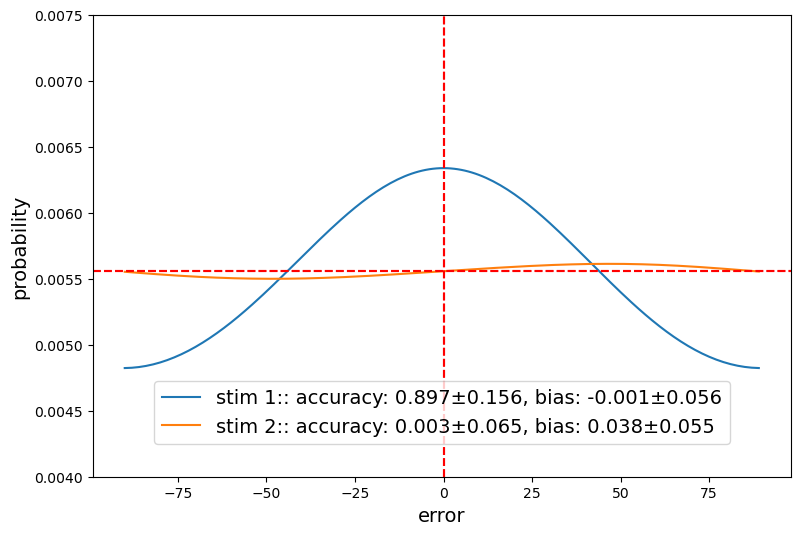 0.0075
0.0070
0.0065
0.0060
0.0055
0.0050
0.0045
0.0040
probability
stim 1:: accuracy: 0.897±0.156, bias: -0.001±0.056
stim 2:: accuracy: 0.003±0.065, bias: 0.038±0.055
−75 −50 −25 0 25 50 75
error